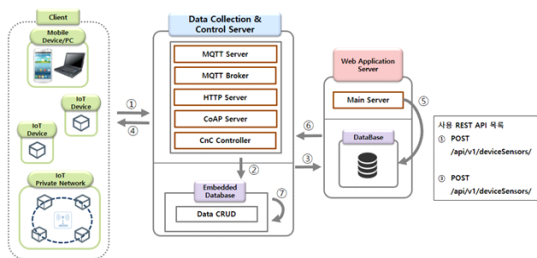 Client
Mobile
Device/PC
IoT
Device
IoT
Device
IoT
Private Network
①
④
Data Collection &
Control Server
MQTT Server
MQTT Broker
HTTP Server
CoAP Server
CnC Controller
②
③
⑥
Embedded
Database
Data CRUD
⑦
Web Application
Server
Main Server
⑤
DataBase
사용 REST API 목록
① POST
/api/v1/deviceSensors/
③ POST
/api/v1/deviceSensors/